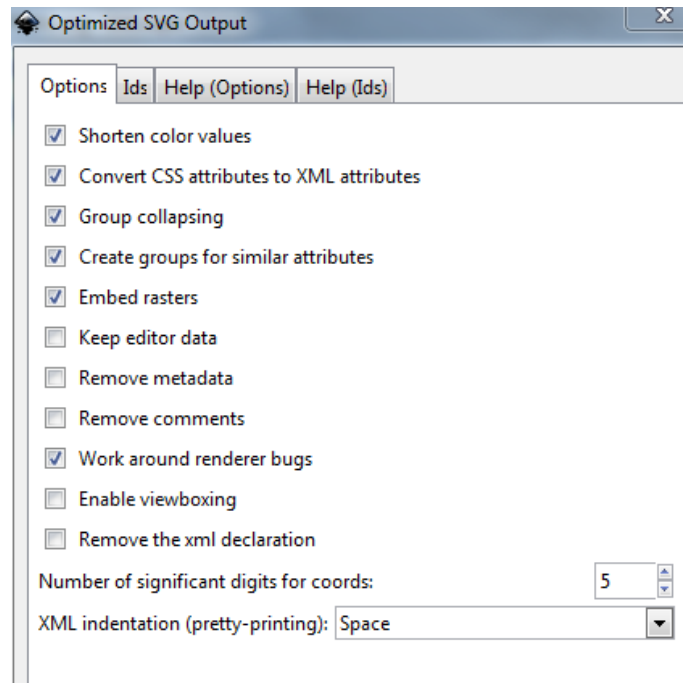 Optimized SVG Output
Options Ids Help (Options) Help (Ids)
Shorten color values
Convert CSS attributes to XML attributes
Group collapsing
Create groups for similar attributes
Embed rasters
Keep editor data
Remove metadata
Remove comments
Work around renderer bugs
Enable viewboxing
Remove the xml declaration
Number of significant digits for coords: 5
XML indentation (pretty-printing): Space